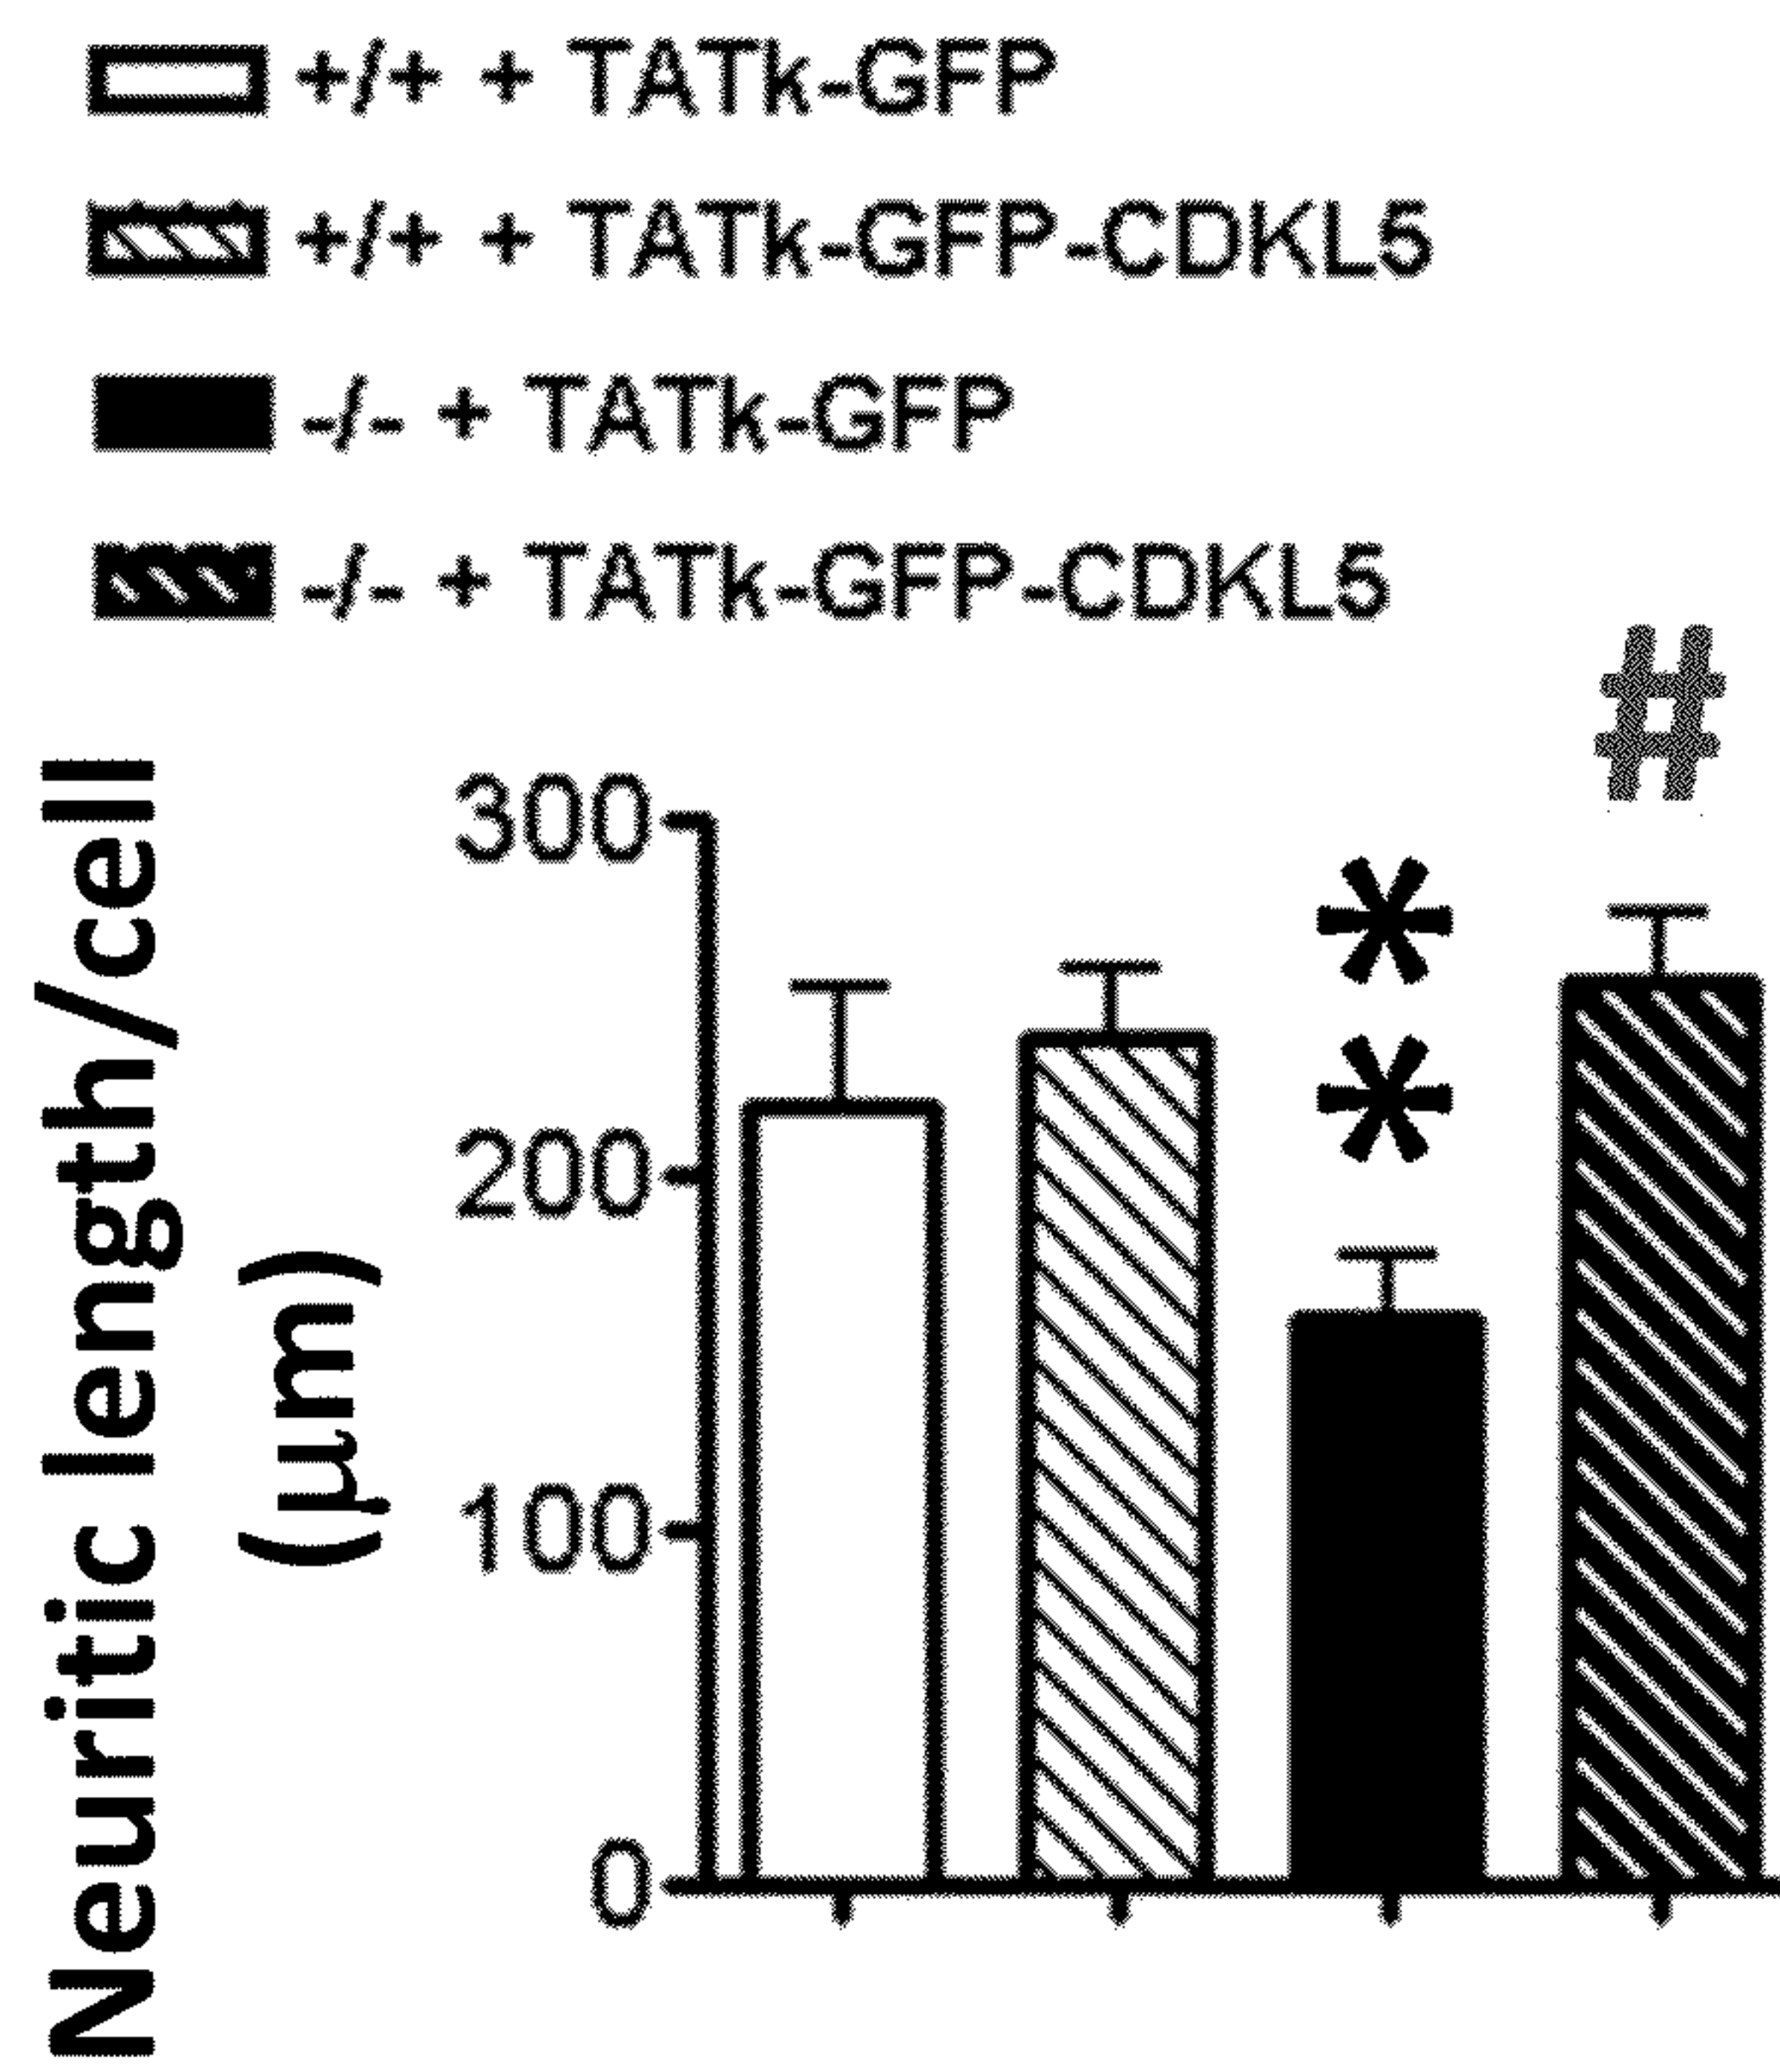 +/+ + TATk-GFP
+/+ + TATk-GFP-CDKL5
-/- + TATk-GFP
-/- + TATk-GFP-CDKL5
#
*
*
Neuritic length/cell
(μm)
300
200
100
0